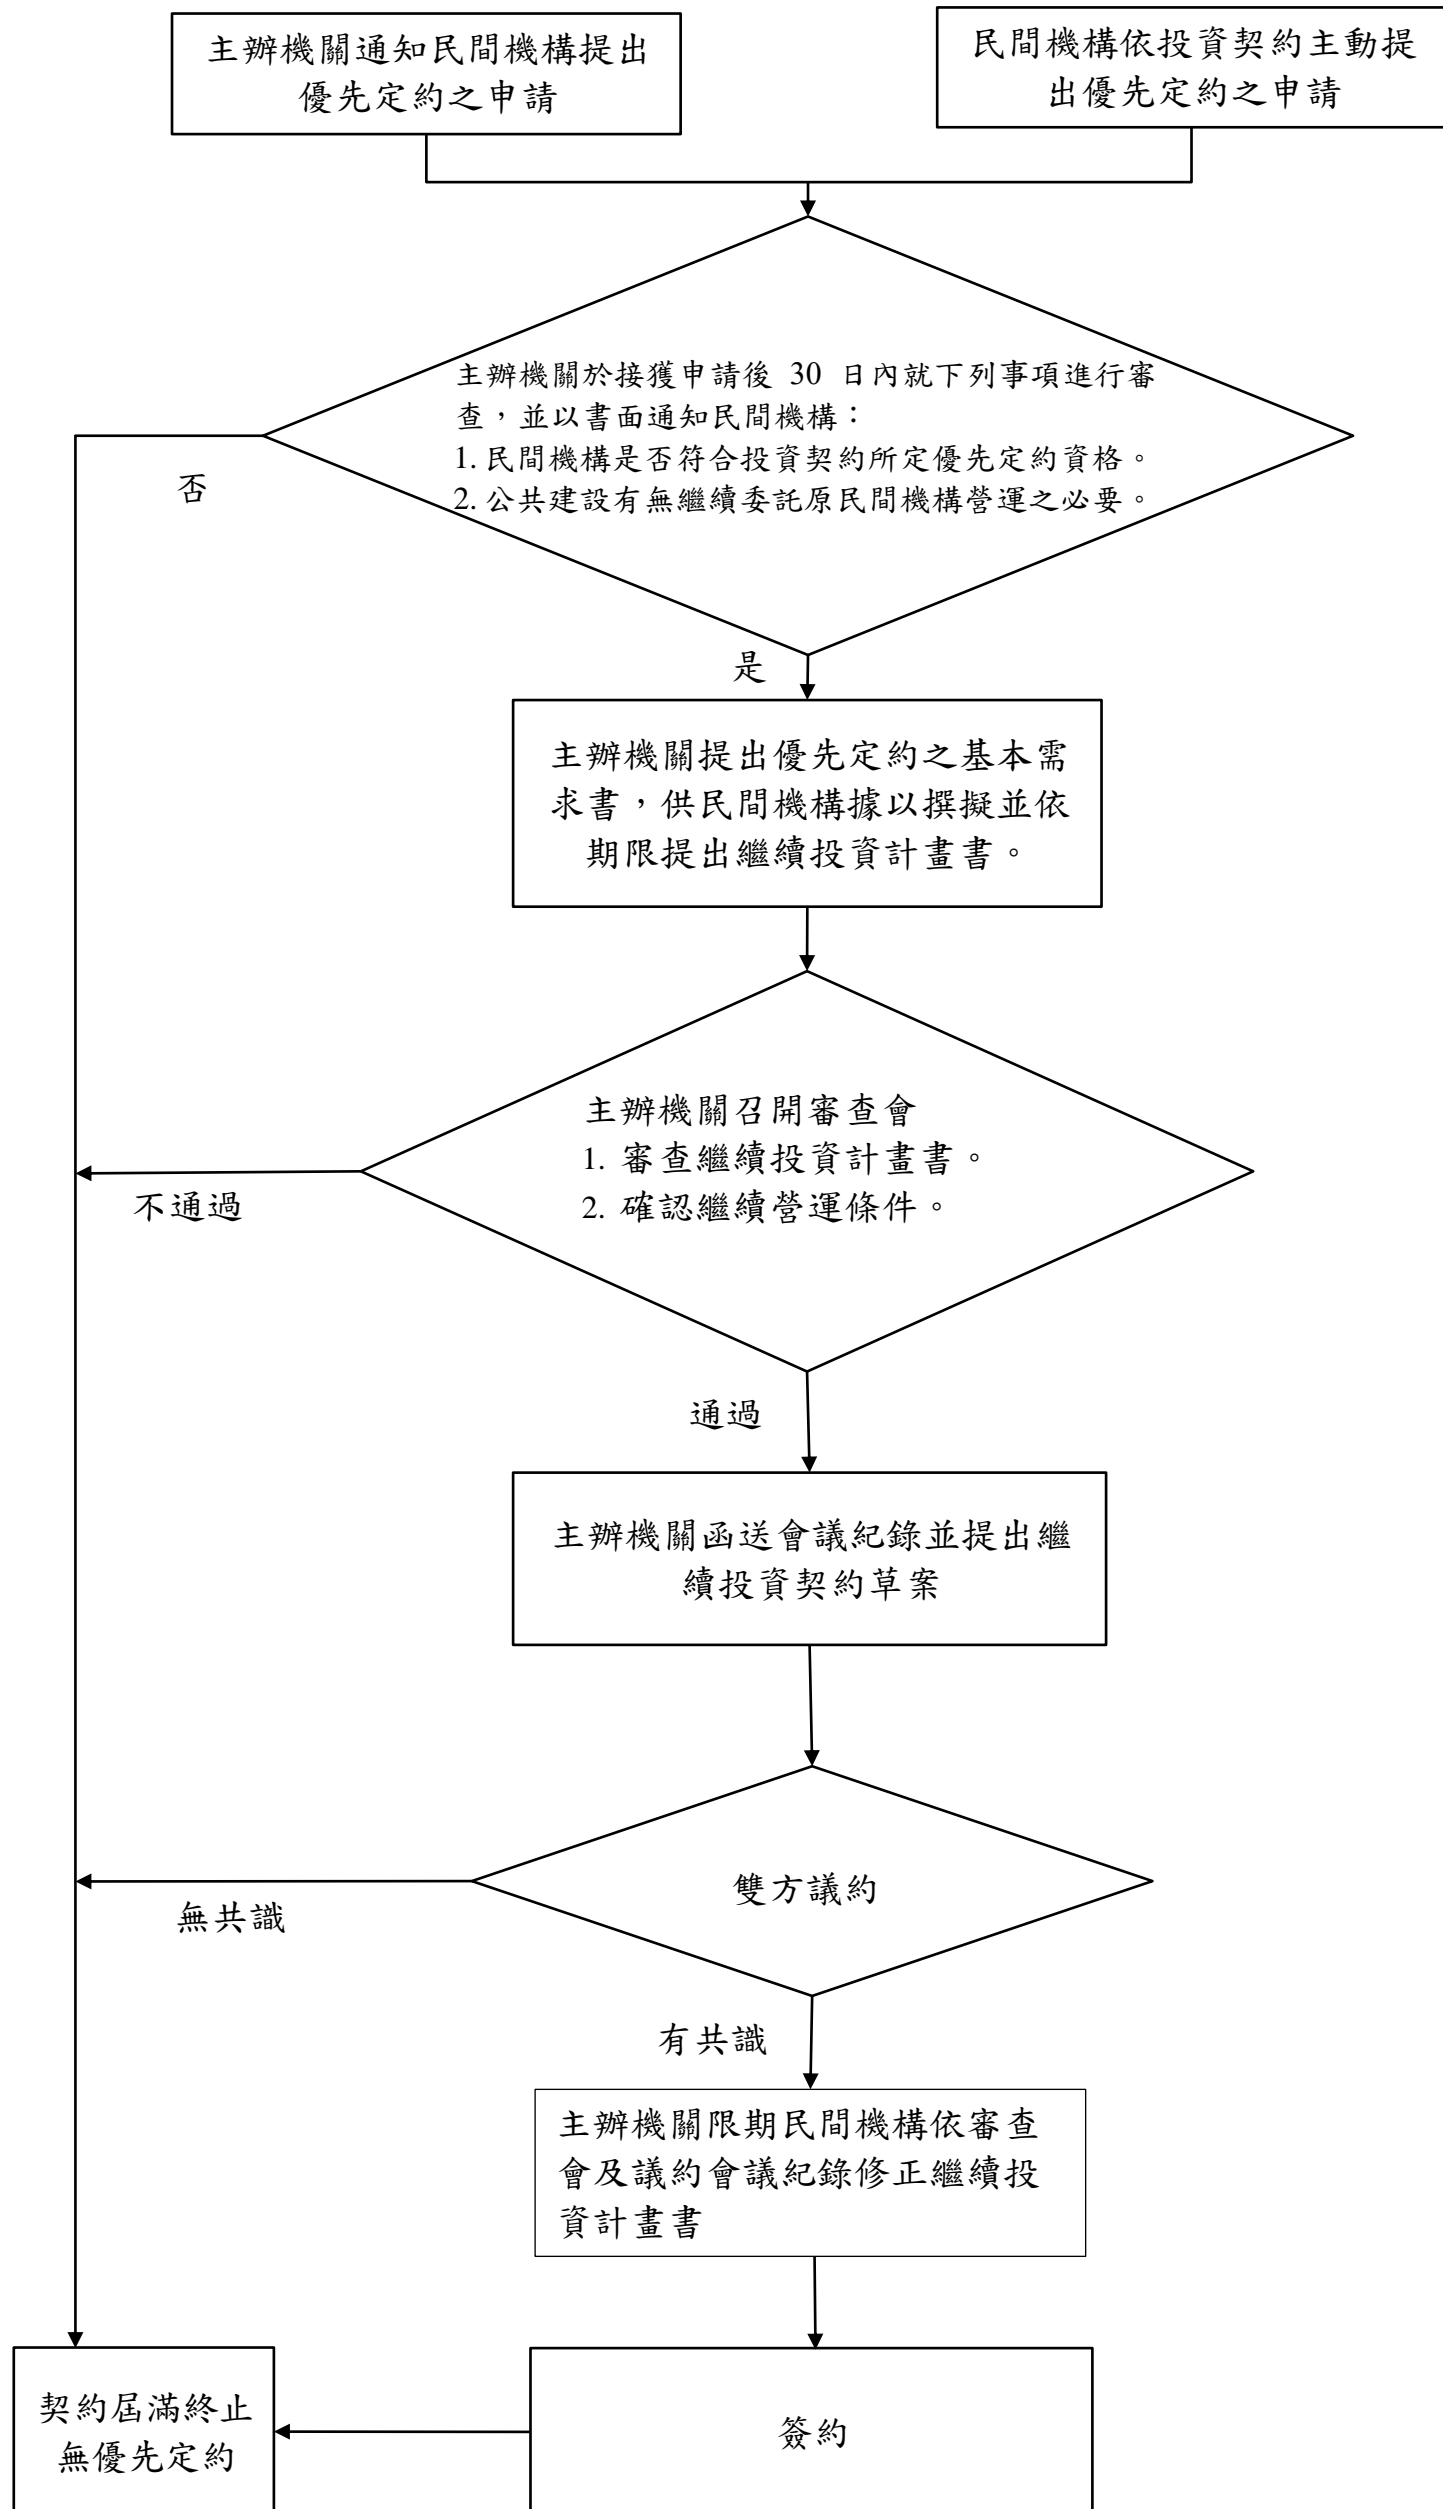 主辦機關通知民間機構提出
優先定約之申請
民間機構依投資契約主動提
出優先定約之申請
主辦機關於接獲申請後 30 日內就下列事項進行審
查，並以書面通知民間機構：
1. 民間機構是否符合投資契約所定優先定約資格。
2. 公共建設有無繼續委託原民間機構營運之必要。
否
是
主辦機關提出優先定約之基本需
求書，供民間機構據以撰擬並依
期限提出繼續投資計畫書。
主辦機關召開審查會
1. 審查繼續投資計畫書。
2. 確認繼續營運條件。
不通過
通過
主辦機關函送會議紀錄並提出繼
續投資契約草案
雙方議約
無共識
有共識
主辦機關限期民間機構依審查
會及議約會議紀錄修正繼續投
資計畫書
契約屆滿終止
無優先定約
簽約